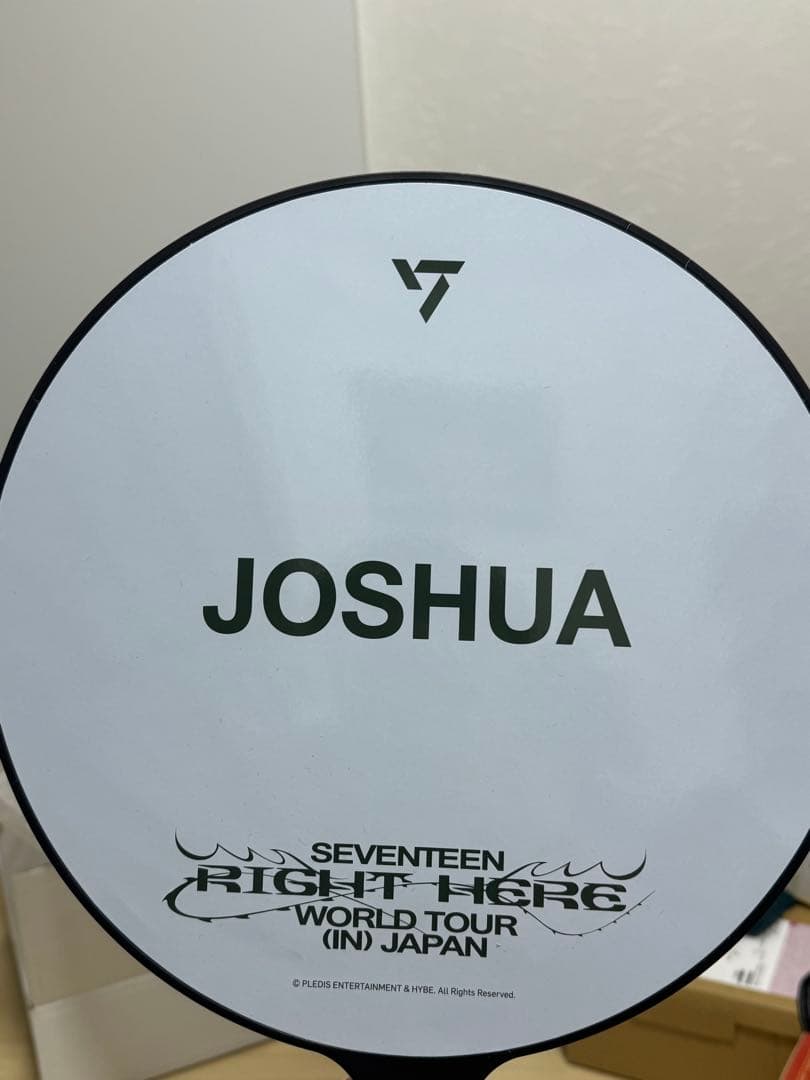 JOSHUA
SEVENTEEN
RIGHT HERE
WORLD TOUR
(IN) JAPAN
© PLEDIS ENTERTAINMENT & HYBE. All Rights Reserved.